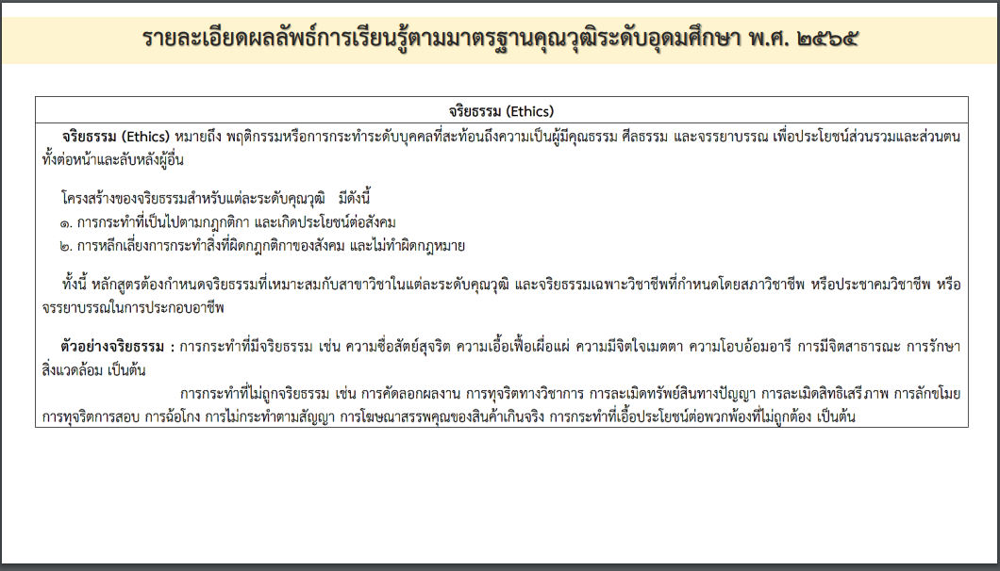 รายละเอียดผลลัพธ์การเรียนรู้ตามมาตรฐานคุณวุฒิระดับอุดมศึกษา พ.ศ. ๒๕๖๕
จริยธรรม (Ethics)
จริยธรรม (Ethics) หมายถึง พฤติกรรมหรือการกระทำระดับบุคคลที่สะท้อนถึงความเป็นผู้มีคุณธรรม ศีลธรรม และจรรยาบรรณ เพื่อประโยชน์ส่วนรวมและส่วนตน
ทั้งต่อหน้าและลับหลังผู้อื่น
โครงสร้างของจริยธรรมสำหรับแต่ละระดับคุณวุฒิ มีดังนี้
๑. การกระทำที่เป็นไปตามกฎกติกา และเกิดประโยชน์ต่อสังคม
๒. การหลีกเลี่ยงการกระทำสิ่งที่ผิดกฎกติกาของสังคม และไม่ทำผิดกฎหมาย
ทั้งนี้ หลักสูตรต้องกำหนดจริยธรรมที่เหมาะสมกับสาขาวิชาในแต่ละระดับคุณวุฒิ และจริยธรรมเฉพาะวิชาชีพที่กำหนดโดยสภาวิชาชีพ หรือประชาคมวิชาชีพ หรือ
จรรยาบรรณในการประกอบอาชีพ
ตัวอย่างจริยธรรม : การกระทำที่มีจริยธรรม เช่น ความซื่อสัตย์สุจริต ความเอื้อเฟื้อเผื่อแผ่ ความมีจิตใจเมตตา ความโอบอ้อมอารี การมีจิตสาธารณะ การรักษา
สิ่งแวดล้อม เป็นต้น
การกระทำที่ไม่ถูกจริยธรรม เช่น การคัดลอกผลงาน การทุจริตทางวิชาการ การละเมิดทรัพย์สินทางปัญญา การละเมิดสิทธิเสรีภาพ การลักขโมย
การทุจริตการสอบ การฉ้อโกง การไม่กระทำตามสัญญา การโฆษณาสรรพคุณของสินค้าเกินจริง การกระทำที่เอื้อประโยชน์ต่อพวกพ้องที่ไม่ถูกต้อง เป็นต้น